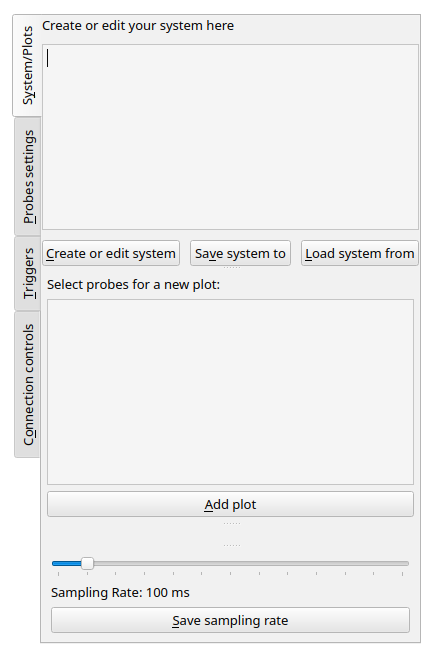 System/Plots
Probes settings
Triggers
Connection controls
Create or edit your system here
Create or edit system
Save system to
Load system from
Select probes for a new plot:
Add plot
Sampling Rate: 100 ms
Save sampling rate